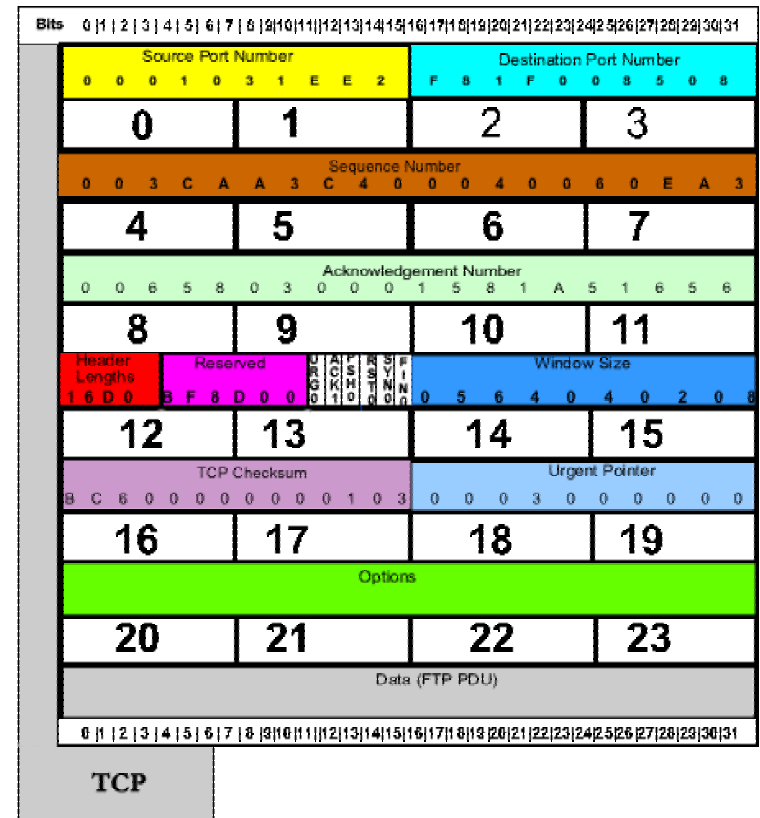 Bits 0 |1 | 2 | 3 | 4 | 5 | 6 | 7 | 8 |9|10|11|12|13|14|15|16|17|18|19|20|21|22|23|24|25|26|27|28|29|30|31
Source Port Number Destination Port Number
0 0 0 1 0 3 1 E E 2 F 8 1 F 0 0 8 5 0 8
0 1 2 3
Sequence Number
0 0 3 C A A 3 C 4 0 0 0 4 0 0 6 0 E A 3
4 5 6 7
Acknowledgement Number
0 0 6 5 8 0 3 0 0 0 1 5 8 1 A 5 1 6 5 6
8 9 10 11
Header Lengths Reserved URG0 ACK1 PSH0 RST0 SYN0 FIN0 Window Size
1 6 D 0 B F 8 D 0 0 0 5 6 4 0 4 0 2 0 8
12 13 14 15
TCP Checksum Urgent Pointer
B C 6 0 0 0 0 0 0 0 0 1 0 3 0 0 0 3 0 0 0 0 0 0
16 17 18 19
Options
20 21 22 23
Data (FTP PDU)
0 |1 | 2 | 3 | 4 | 5 | 6 | 7 | 8 |9|10|11|12|13|14|15|16|17|18|19|20|21|22|23|24|25|26|27|28|29|30|31
TCP